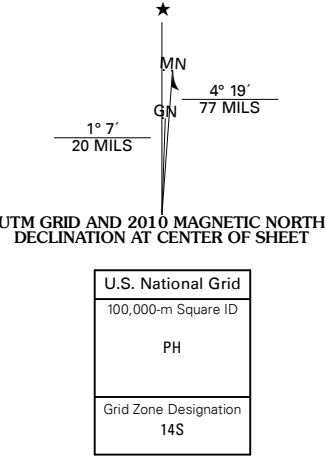 ★
MN
4° 19´
77 MILS
GN
1° 7´
20 MILS
UTM GRID AND 2010 MAGNETIC NORTH
DECLINATION AT CENTER OF SHEET
U.S. National Grid
100,000-m Square ID
PH
Grid Zone Designation
14S